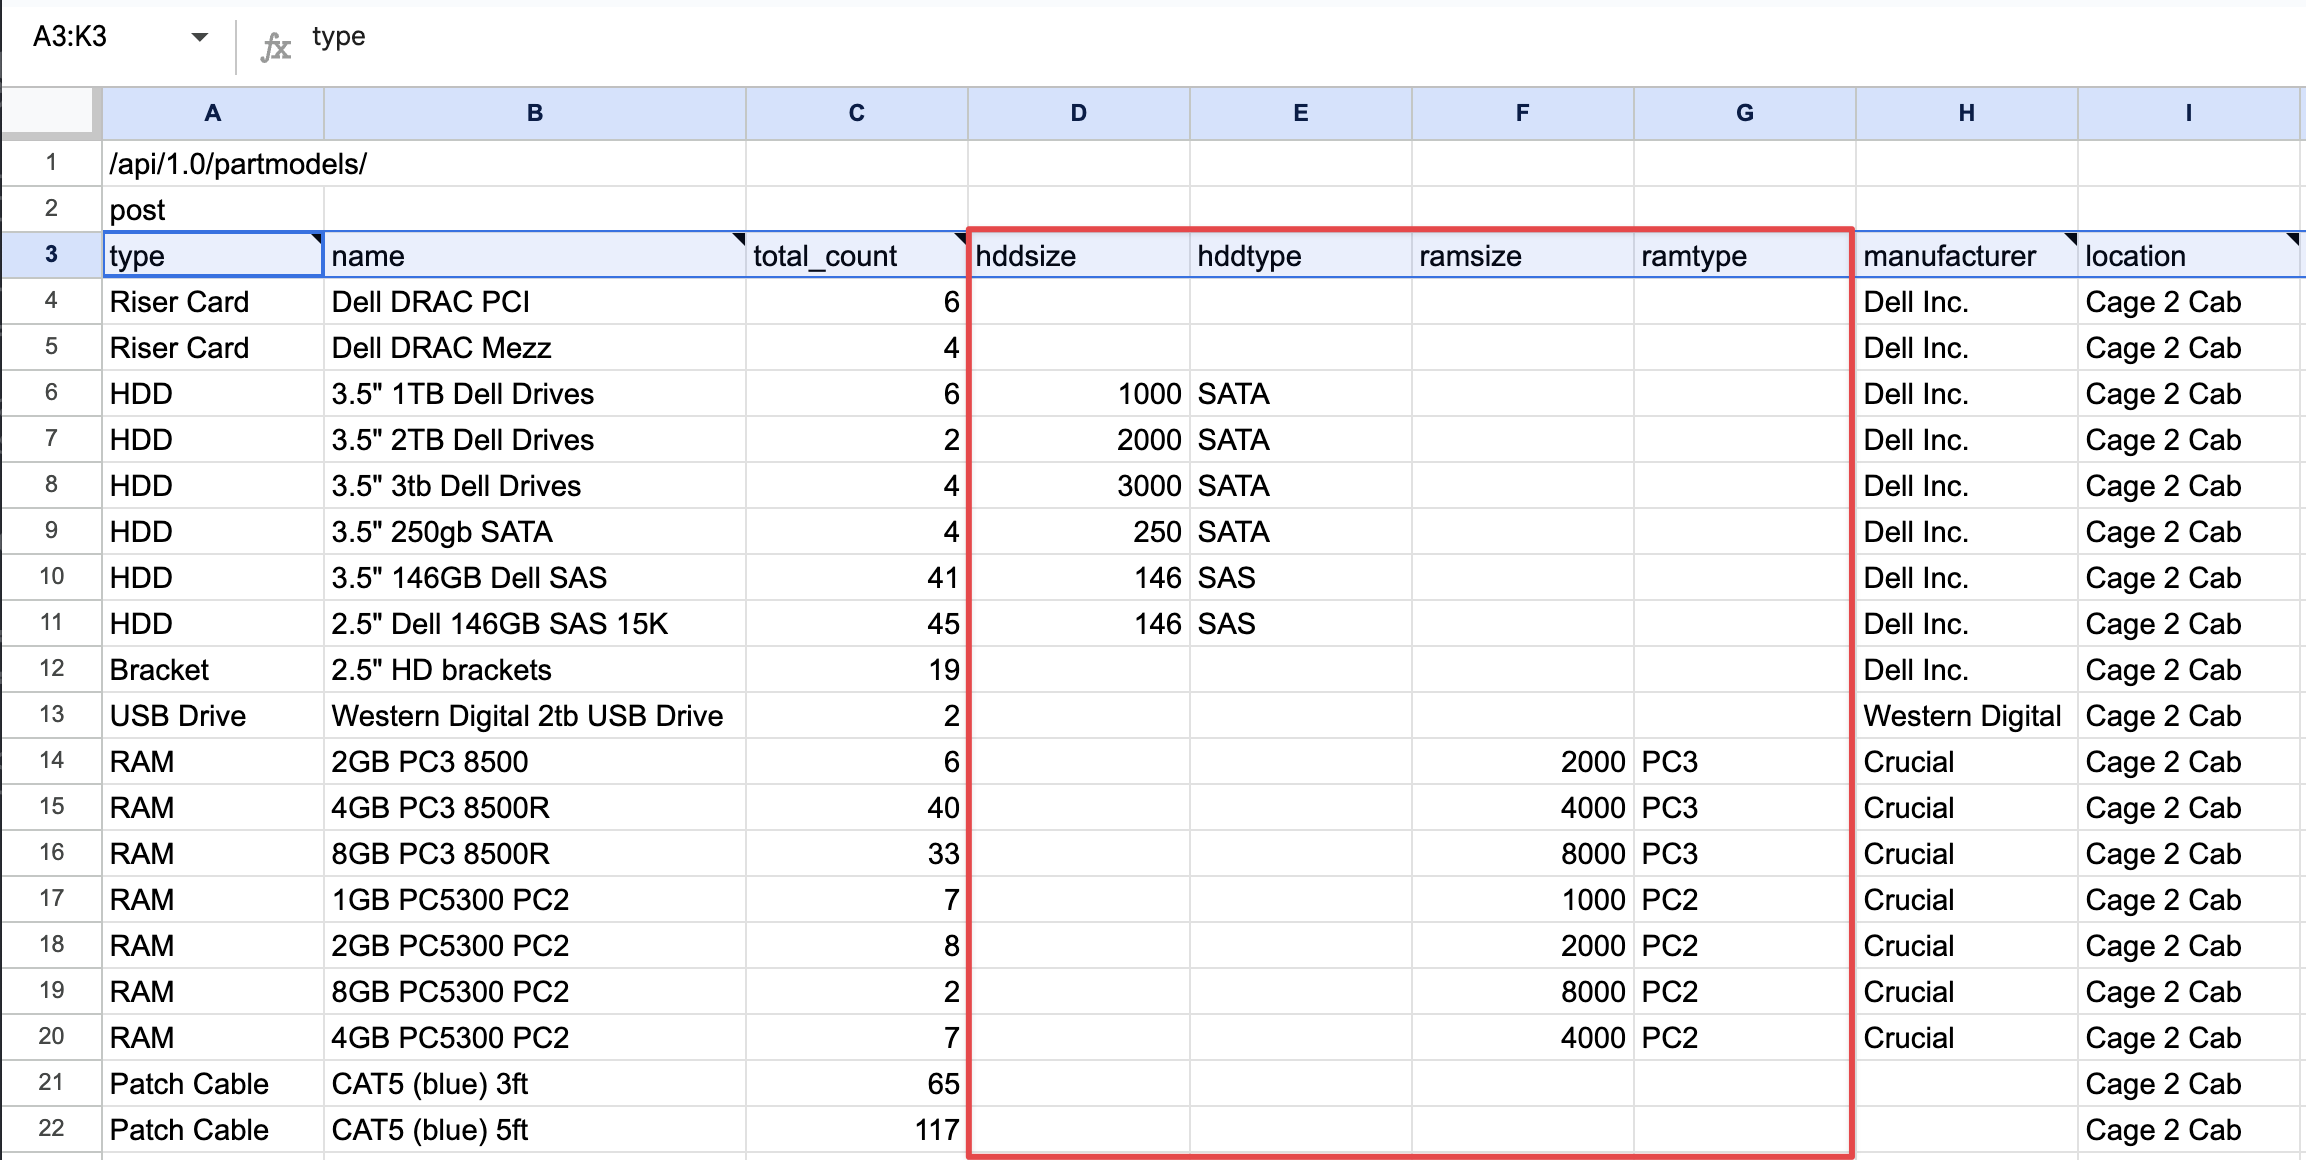 A3:K3 fx type
A B C D E F G H I
1 /api/1.0/partmodels/
2 post
3 type name total_count hddsize hddtype ramsize ramtype manufacturer location
4 Riser Card Dell DRAC PCI 6 Dell Inc. Cage 2 Cab
5 Riser Card Dell DRAC Mezz 4 Dell Inc. Cage 2 Cab
6 HDD 3.5" 1TB Dell Drives 6 1000 SATA Dell Inc. Cage 2 Cab
7 HDD 3.5" 2TB Dell Drives 2 2000 SATA Dell Inc. Cage 2 Cab
8 HDD 3.5" 3tb Dell Drives 4 3000 SATA Dell Inc. Cage 2 Cab
9 HDD 3.5" 250gb SATA 4 250 SATA Dell Inc. Cage 2 Cab
10 HDD 3.5" 146GB Dell SAS 41 146 SAS Dell Inc. Cage 2 Cab
11 HDD 2.5" Dell 146GB SAS 15K 45 146 SAS Dell Inc. Cage 2 Cab
12 Bracket 2.5" HD brackets 19 Dell Inc. Cage 2 Cab
13 USB Drive Western Digital 2tb USB Drive 2 Western Digital Cage 2 Cab
14 RAM 2GB PC3 8500 6 2000 PC3 Crucial Cage 2 Cab
15 RAM 4GB PC3 8500R 40 4000 PC3 Crucial Cage 2 Cab
16 RAM 8GB PC3 8500R 33 8000 PC3 Crucial Cage 2 Cab
17 RAM 1GB PC5300 PC2 7 1000 PC2 Crucial Cage 2 Cab
18 RAM 2GB PC5300 PC2 8 2000 PC2 Crucial Cage 2 Cab
19 RAM 8GB PC5300 PC2 2 8000 PC2 Crucial Cage 2 Cab
20 RAM 4GB PC5300 PC2 7 4000 PC2 Crucial Cage 2 Cab
21 Patch Cable CAT5 (blue) 3ft 65 Cage 2 Cab
22 Patch Cable CAT5 (blue) 5ft 117 Cage 2 Cab